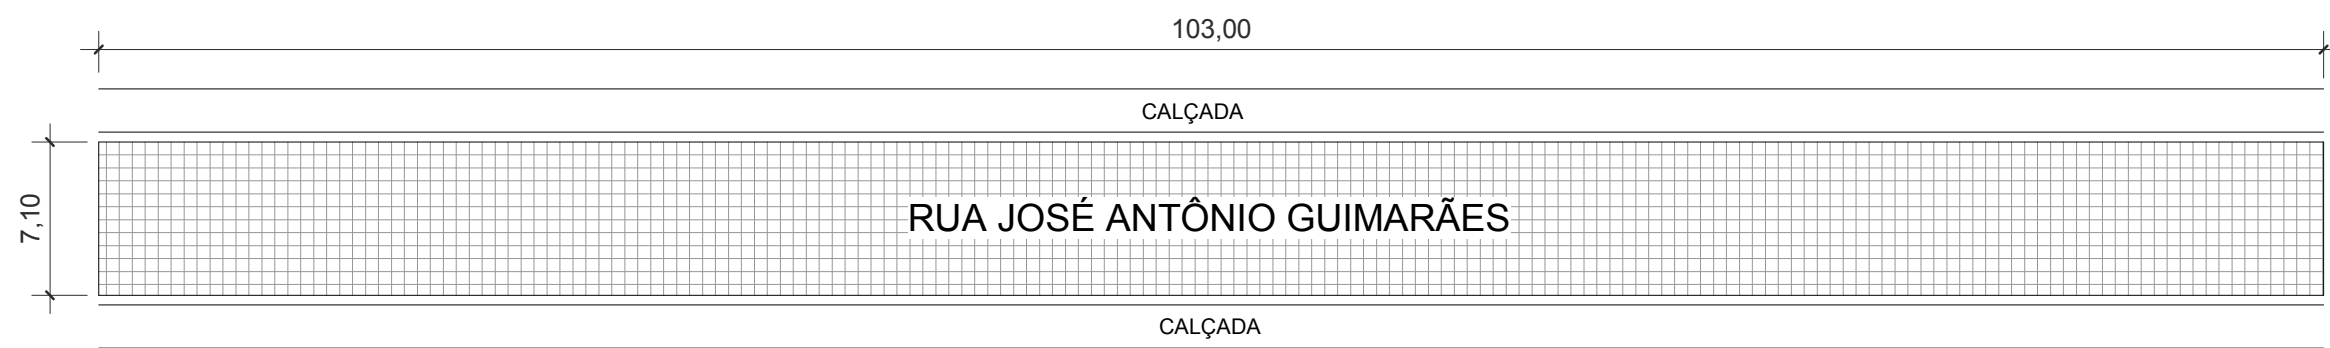 103,00
CALÇADA
7,10
RUA JOSÉ ANTÔNIO GUIMARÃES
CALÇADA